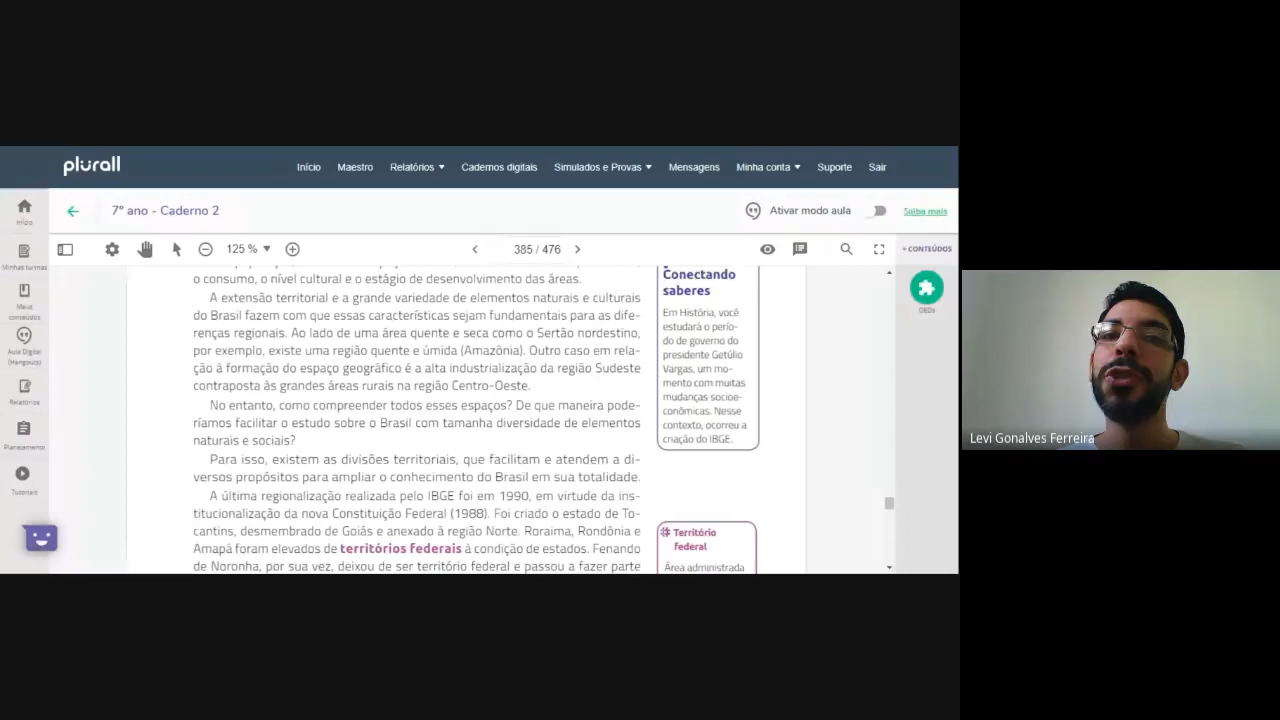 plurall
Início Maestro Relatórios Cadernos digitais Simulados e Provas Mensagens Minha conta Suporte Sair
7º ano - Caderno 2
Ativar modo aula
Saiba mais
125 %
385 / 476
+ CONTEÚDOS
OEDs
Início
Minhas turmas
Meus
conteúdos
Aula Digital
(Hangouts)
Relatórios
Planejamento
Tutoriais
o consumo, o nível cultural e o estágio de desenvolvimento das áreas.
A extensão territorial e a grande variedade de elementos naturais e culturais
do Brasil fazem com que essas características sejam fundamentais para as dife-
renças regionais. Ao lado de uma área quente e seca como o Sertão nordestino,
por exemplo, existe uma região quente e úmida (Amazônia). Outro caso em rela-
ção à formação do espaço geográfico é a alta industrialização da região Sudeste
contraposta às grandes áreas rurais na região Centro-Oeste.
No entanto, como compreender todos esses espaços? De que maneira pode-
ríamos facilitar o estudo sobre o Brasil com tamanha diversidade de elementos
naturais e sociais?
Para isso, existem as divisões territoriais, que facilitam e atendem a di-
versos propósitos para ampliar o conhecimento do Brasil em sua totalidade.
A última regionalização realizada pelo IBGE foi em 1990, em virtude da ins-
titucionalização da nova Constituição Federal (1988). Foi criado o estado de To-
cantins, desmembrado de Goiás e anexado à região Norte. Roraima, Rondônia e
Amapá foram elevados de territórios federais à condição de estados. Fenando
de Noronha, por sua vez, deixou de ser território federal e passou a fazer parte
Conectando
saberes
Em História, você
estudará o perío-
do de governo do
presidente Getúlio
Vargas, um mo-
mento com muitas
mudanças socioe-
conômicas. Nesse
contexto, ocorreu a
criação do IBGE.
# Território
federal
Área administrada
Levi Gonalves Ferreira